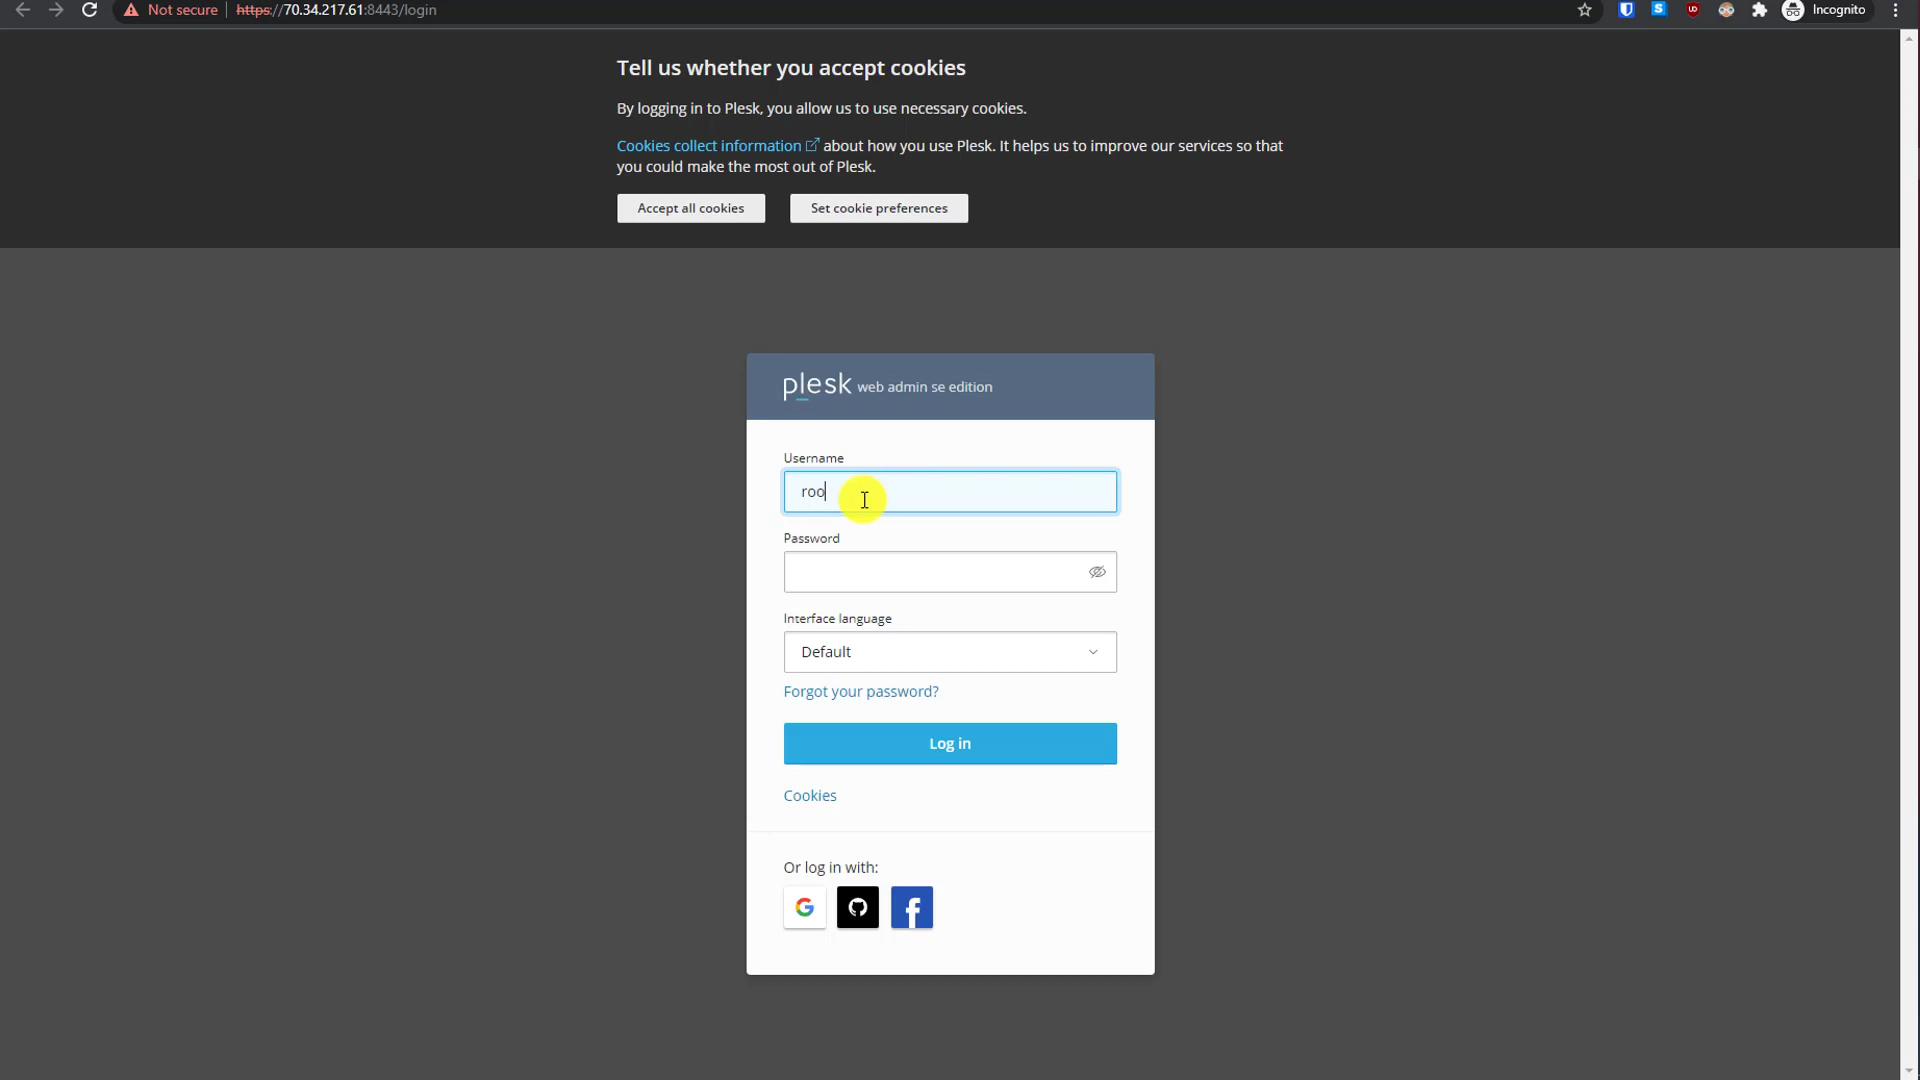 Not secure https://70.34.217.61:8443/login Incognito
Tell us whether you accept cookies
By logging in to Plesk, you allow us to use necessary cookies.
Cookies collect information about how you use Plesk. It helps us to improve our services so that
you could make the most out of Plesk.
Accept all cookies Set cookie preferences
plesk web admin se edition
Username
roo
Password
Interface language
Default
Forgot your password?
Log in
Cookies
Or log in with: